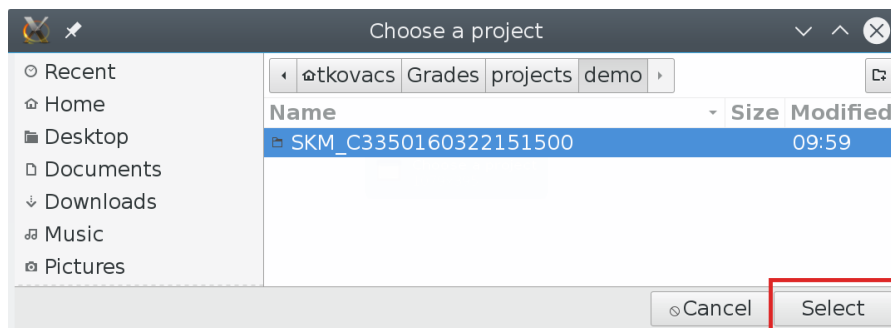 Choose a project
Recent
Home
Desktop
Documents
Downloads
Music
Pictures
tkovacs Grades projects demo
Name Size Modified
SKM_C3350160322151500 09:59
Cancel Select